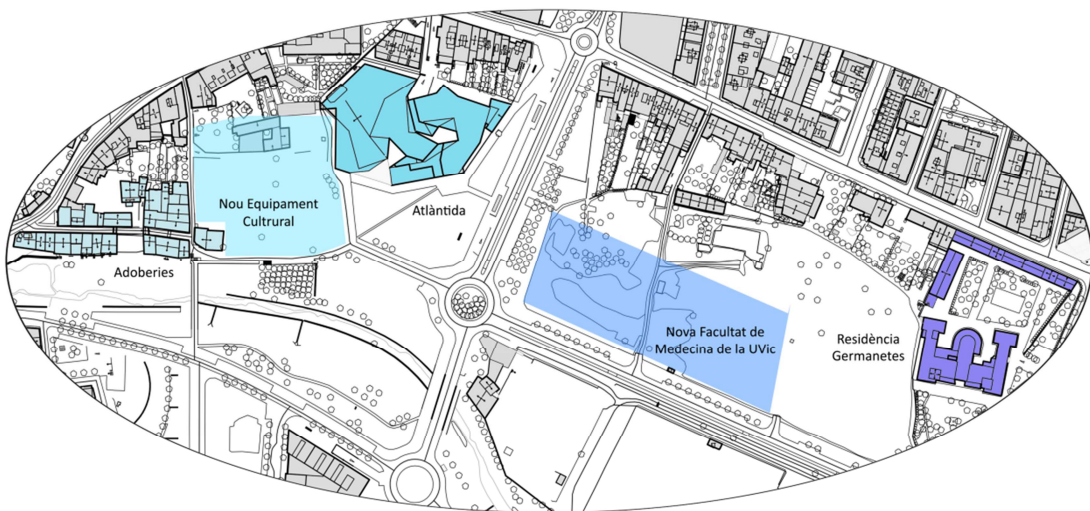 Nou Equipament
Cultrural
Atlàntida
Adoberies
Nova Facultat de
Medecina de la UVic
Residència
Germanetes